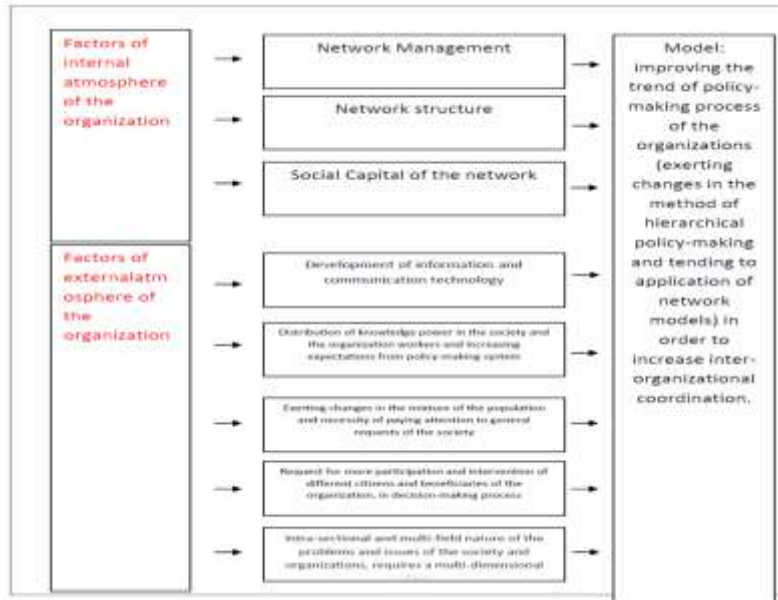 Factors of
internal
atmosphere
of the
organization
Network Management
Network structure
Social Capital of the network
Factors of
externalatm
osphere of
the
organization
Development of information and
communication technology
Distribution of knowledge power in the society and
the organization workers and increasing
expectations from policy-making system
Exerting changes in the mixture of the population
and necessity of paying attention to general
requests of the society
Request for more participation and intervention of
different citizens and beneficiaries of the
organization, in decision-making process
Intra-sectional and multi-field nature of the
problems and issues of the society and
organizations, requires a multi-dimensional
Model:
improving the
trend of policy-
making process
of the
organizations
(exerting
changes in the
method of
hierarchical
policy-making
and tending to
application of
network
models) in
order to
increase inter-
organizational
coordination.